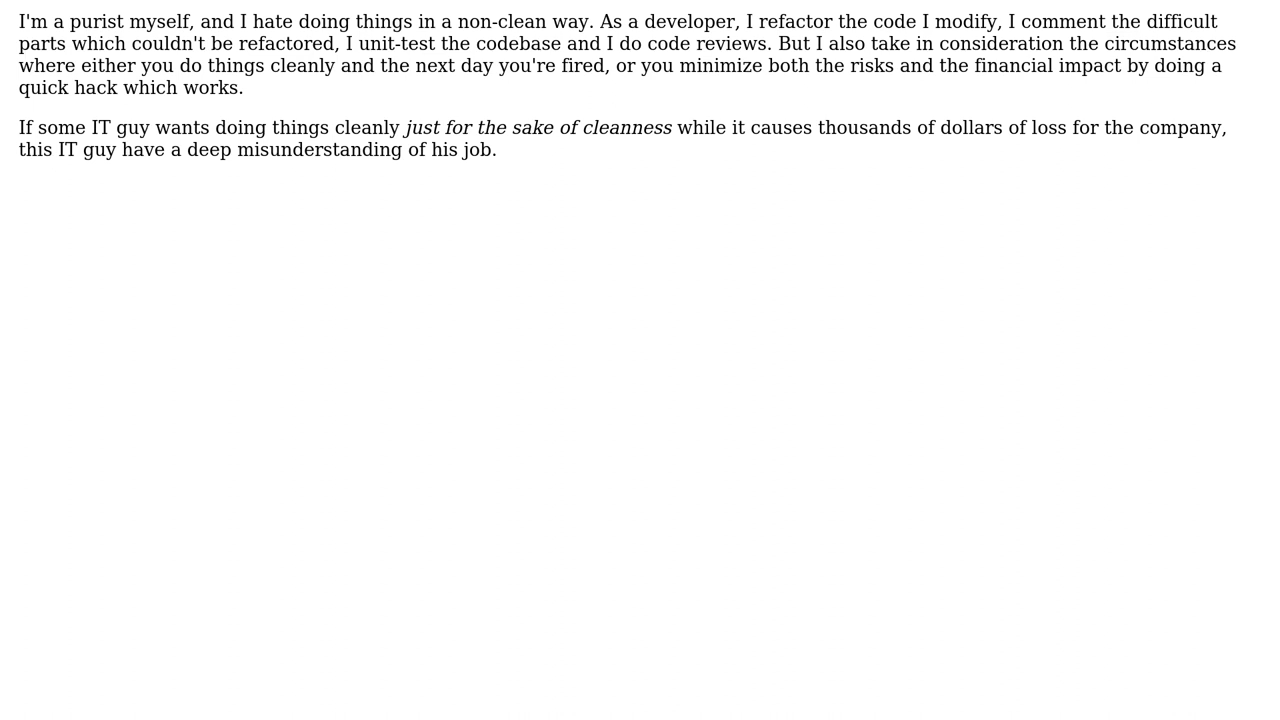 I'm a purist myself, and I hate doing things in a non-clean way. As a developer, I refactor the code I modify, I comment the difficult
parts which couldn't be refactored, I unit-test the codebase and I do code reviews. But I also take in consideration the circumstances
where either you do things cleanly and the next day you're fired, or you minimize both the risks and the financial impact by doing a
quick hack which works.
If some IT guy wants doing things cleanly just for the sake of cleanness while it causes thousands of dollars of loss for the company,
this IT guy have a deep misunderstanding of his job.